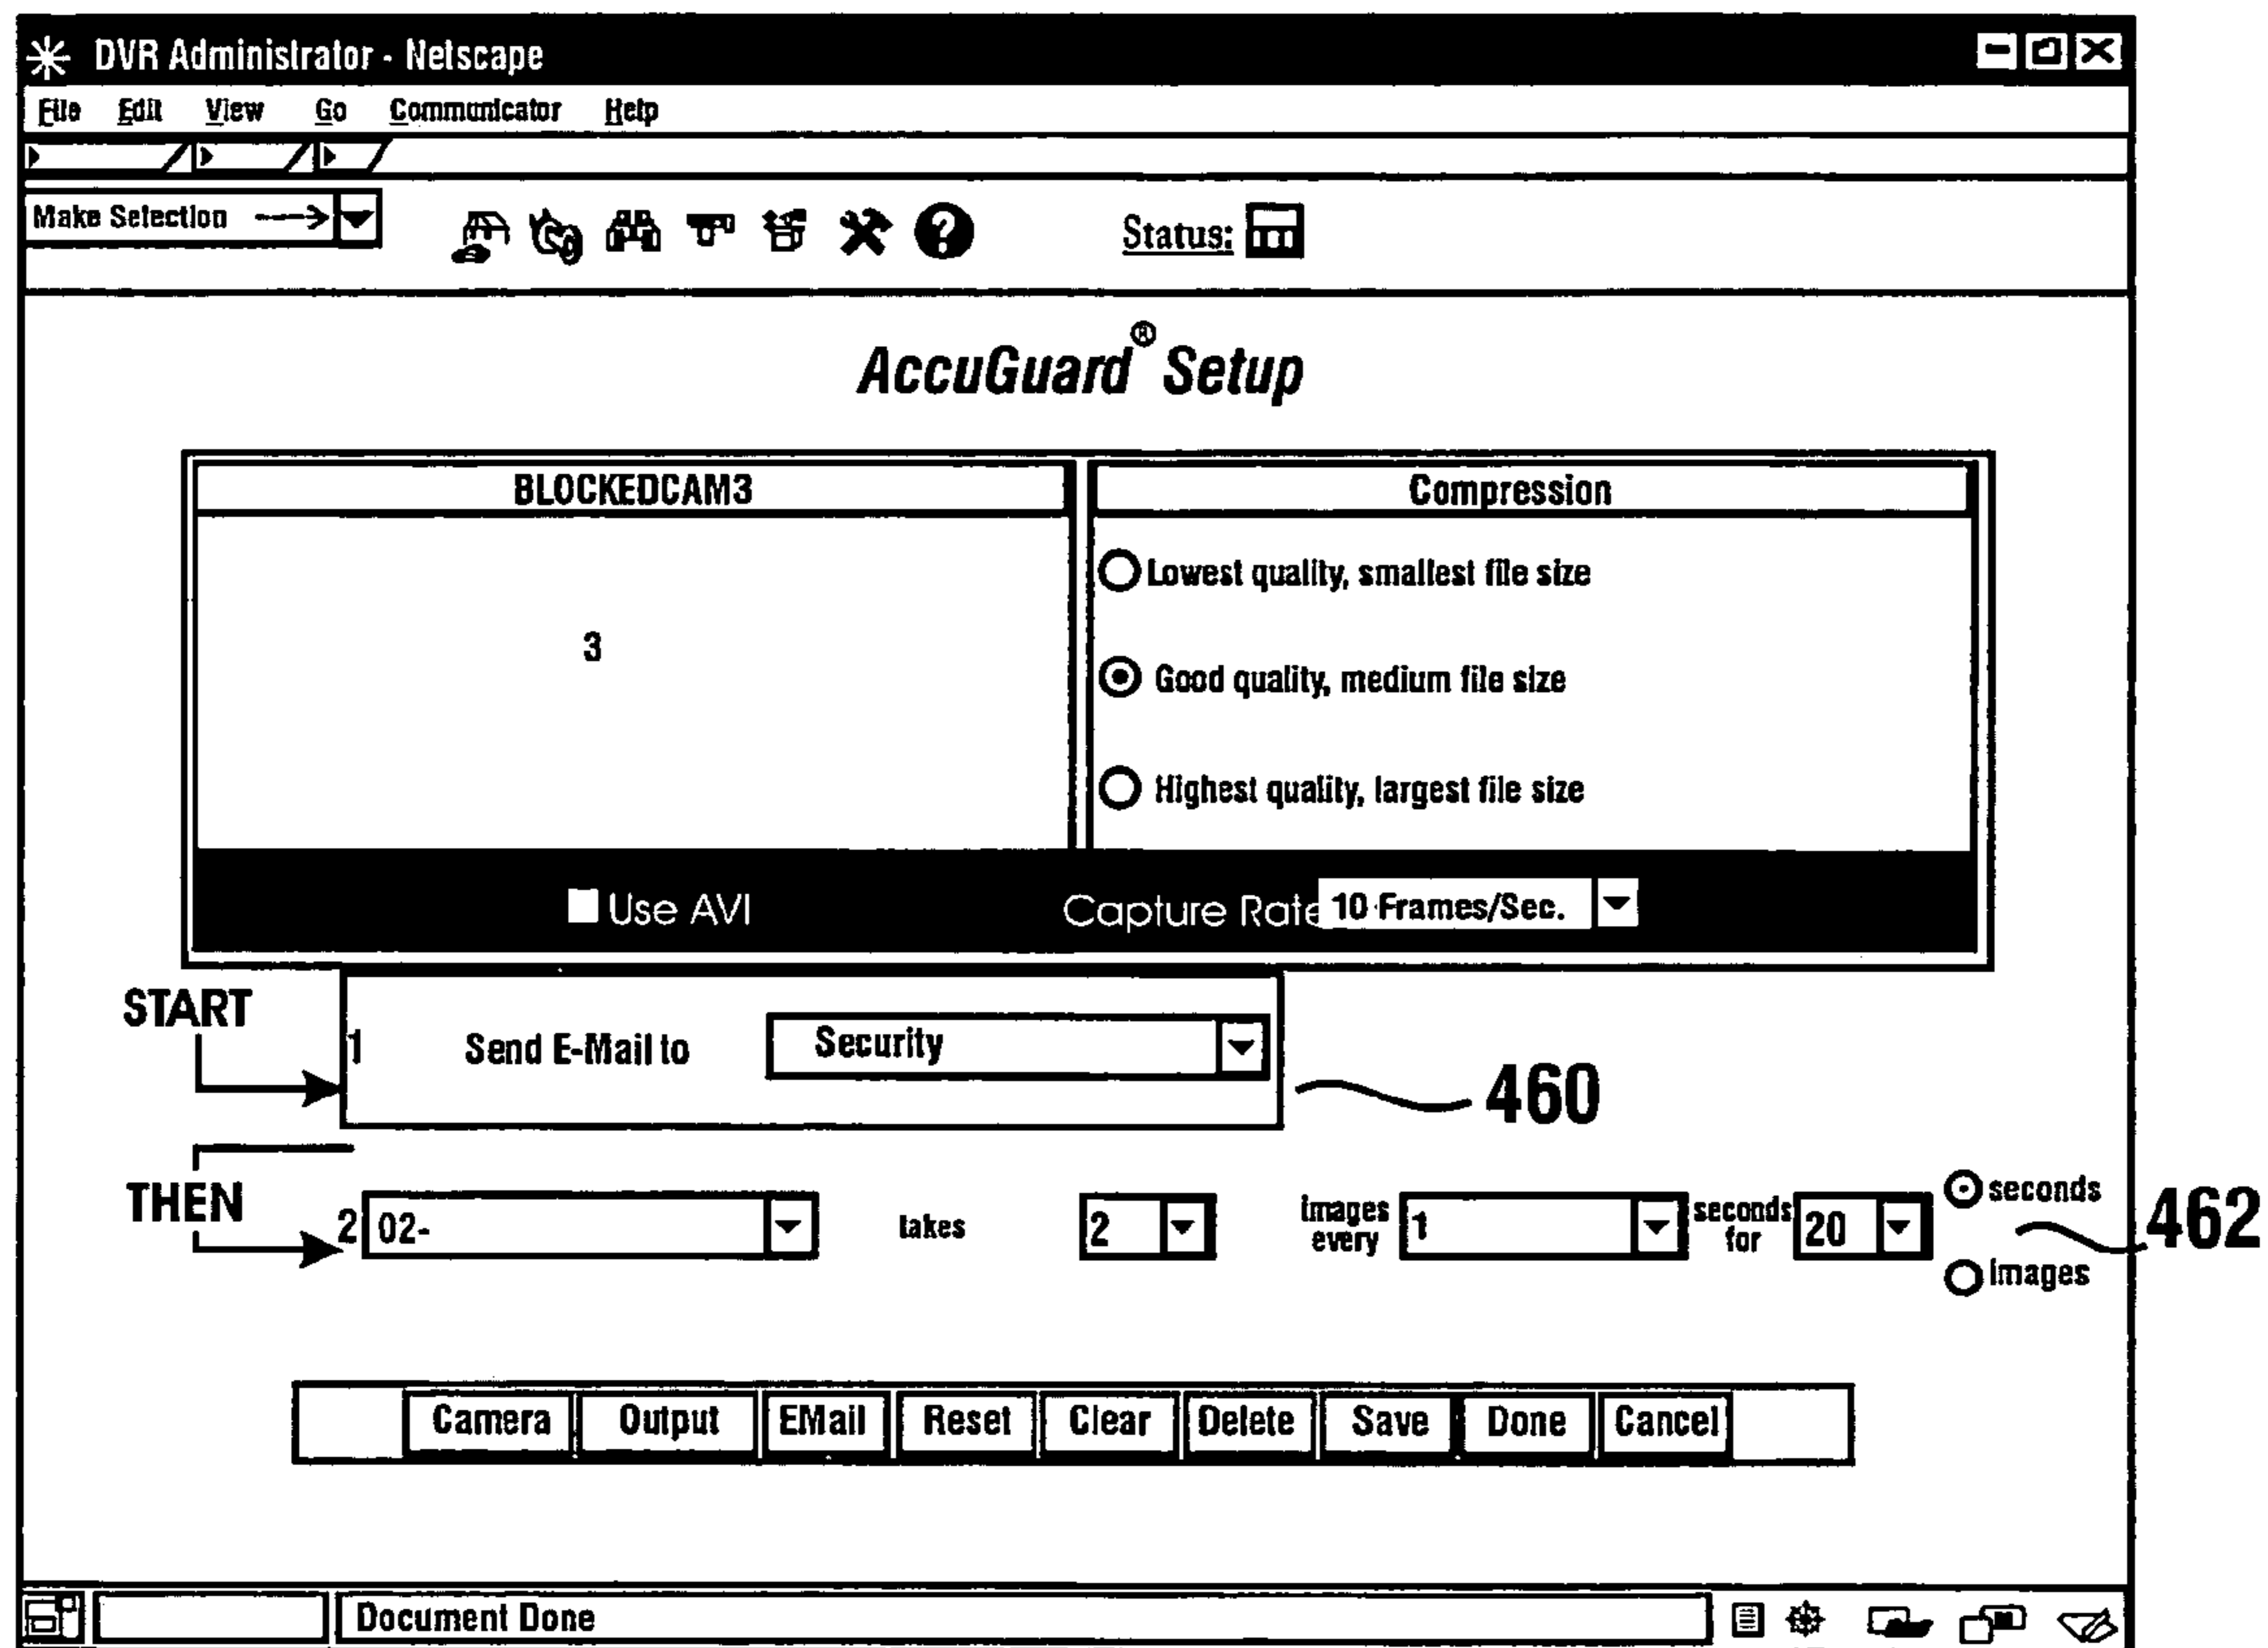 DVR Administrator - Netscape
File Edit View Go Communicator Help
Make Selection
Status:
AccuGuard® Setup
BLOCKEDCAM3
Compression
3
Lowest quality, smallest file size
Good quality, medium file size
Highest quality, largest file size
Use AVI
Capture Rate 10 Frames/Sec.
START
1 Send E-Mail to Security
460
THEN
2 02- takes 2 images every 1 seconds for 20 seconds
images
462
Camera Output EMail Reset Clear Delete Save Done Cancel
Document Done